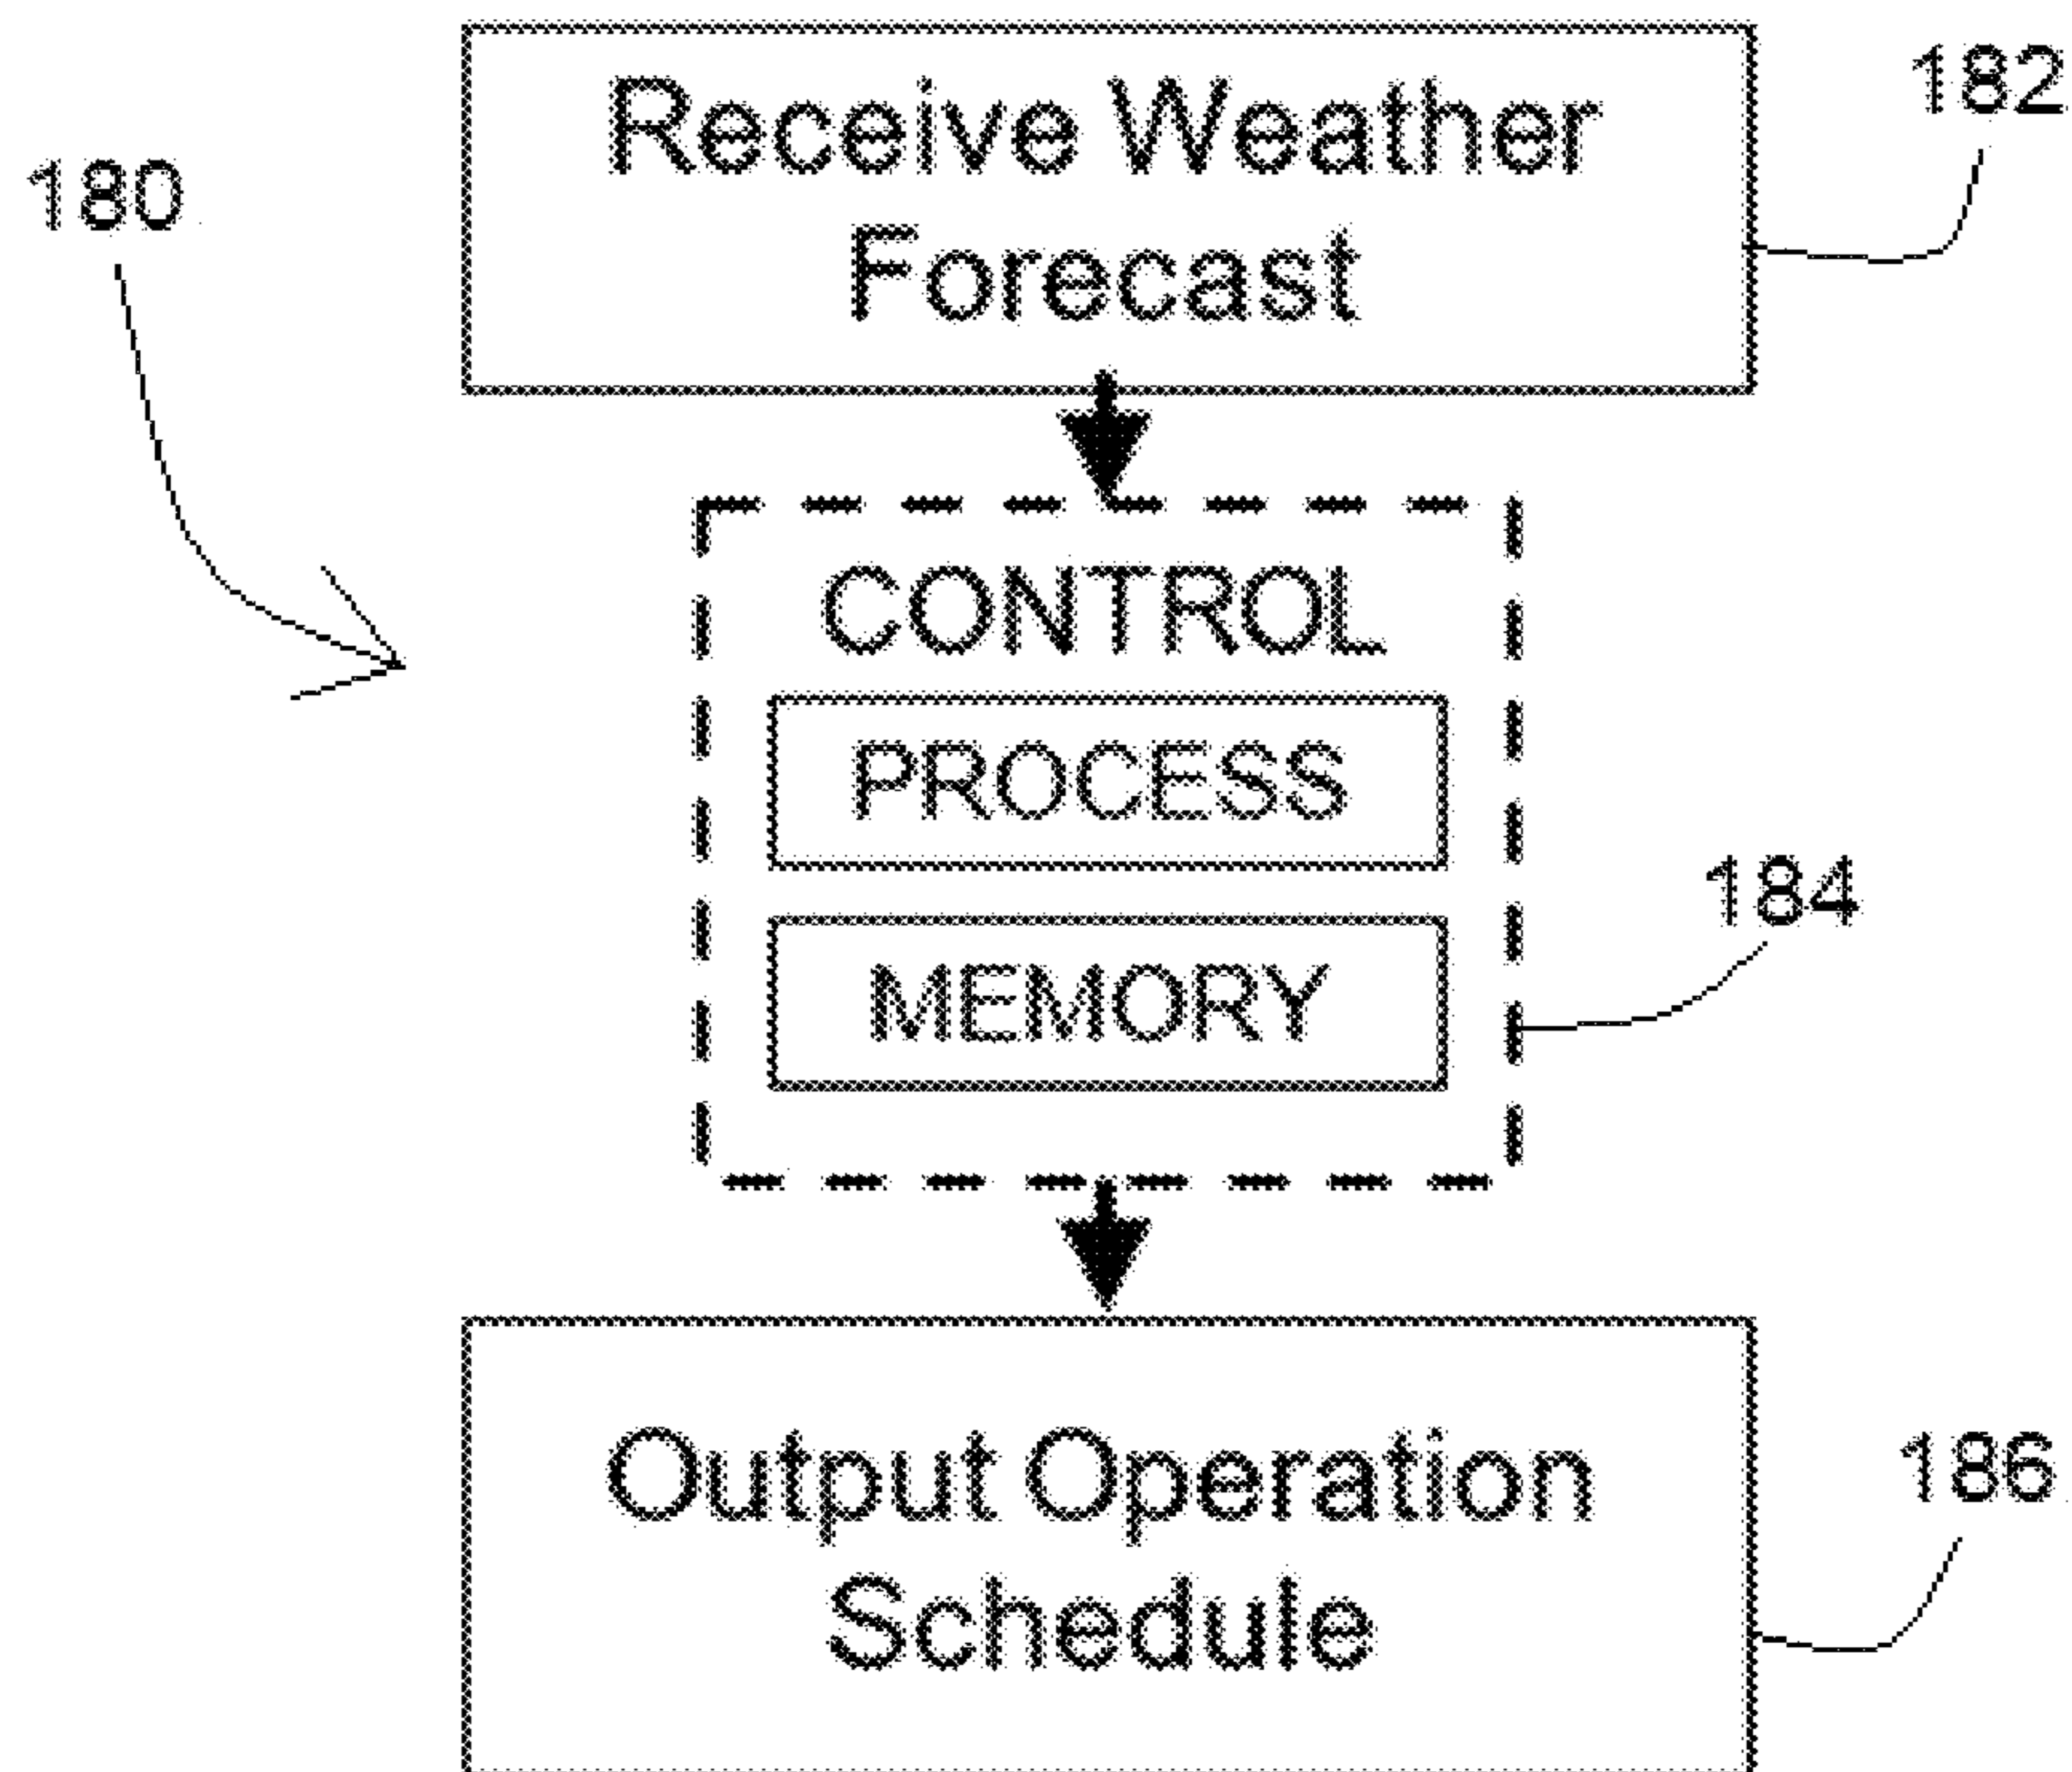 Receive Weather
Forecast
182
180
CONTROL
PROCESS
184
MEMORY
Output Operation
Schedule
186